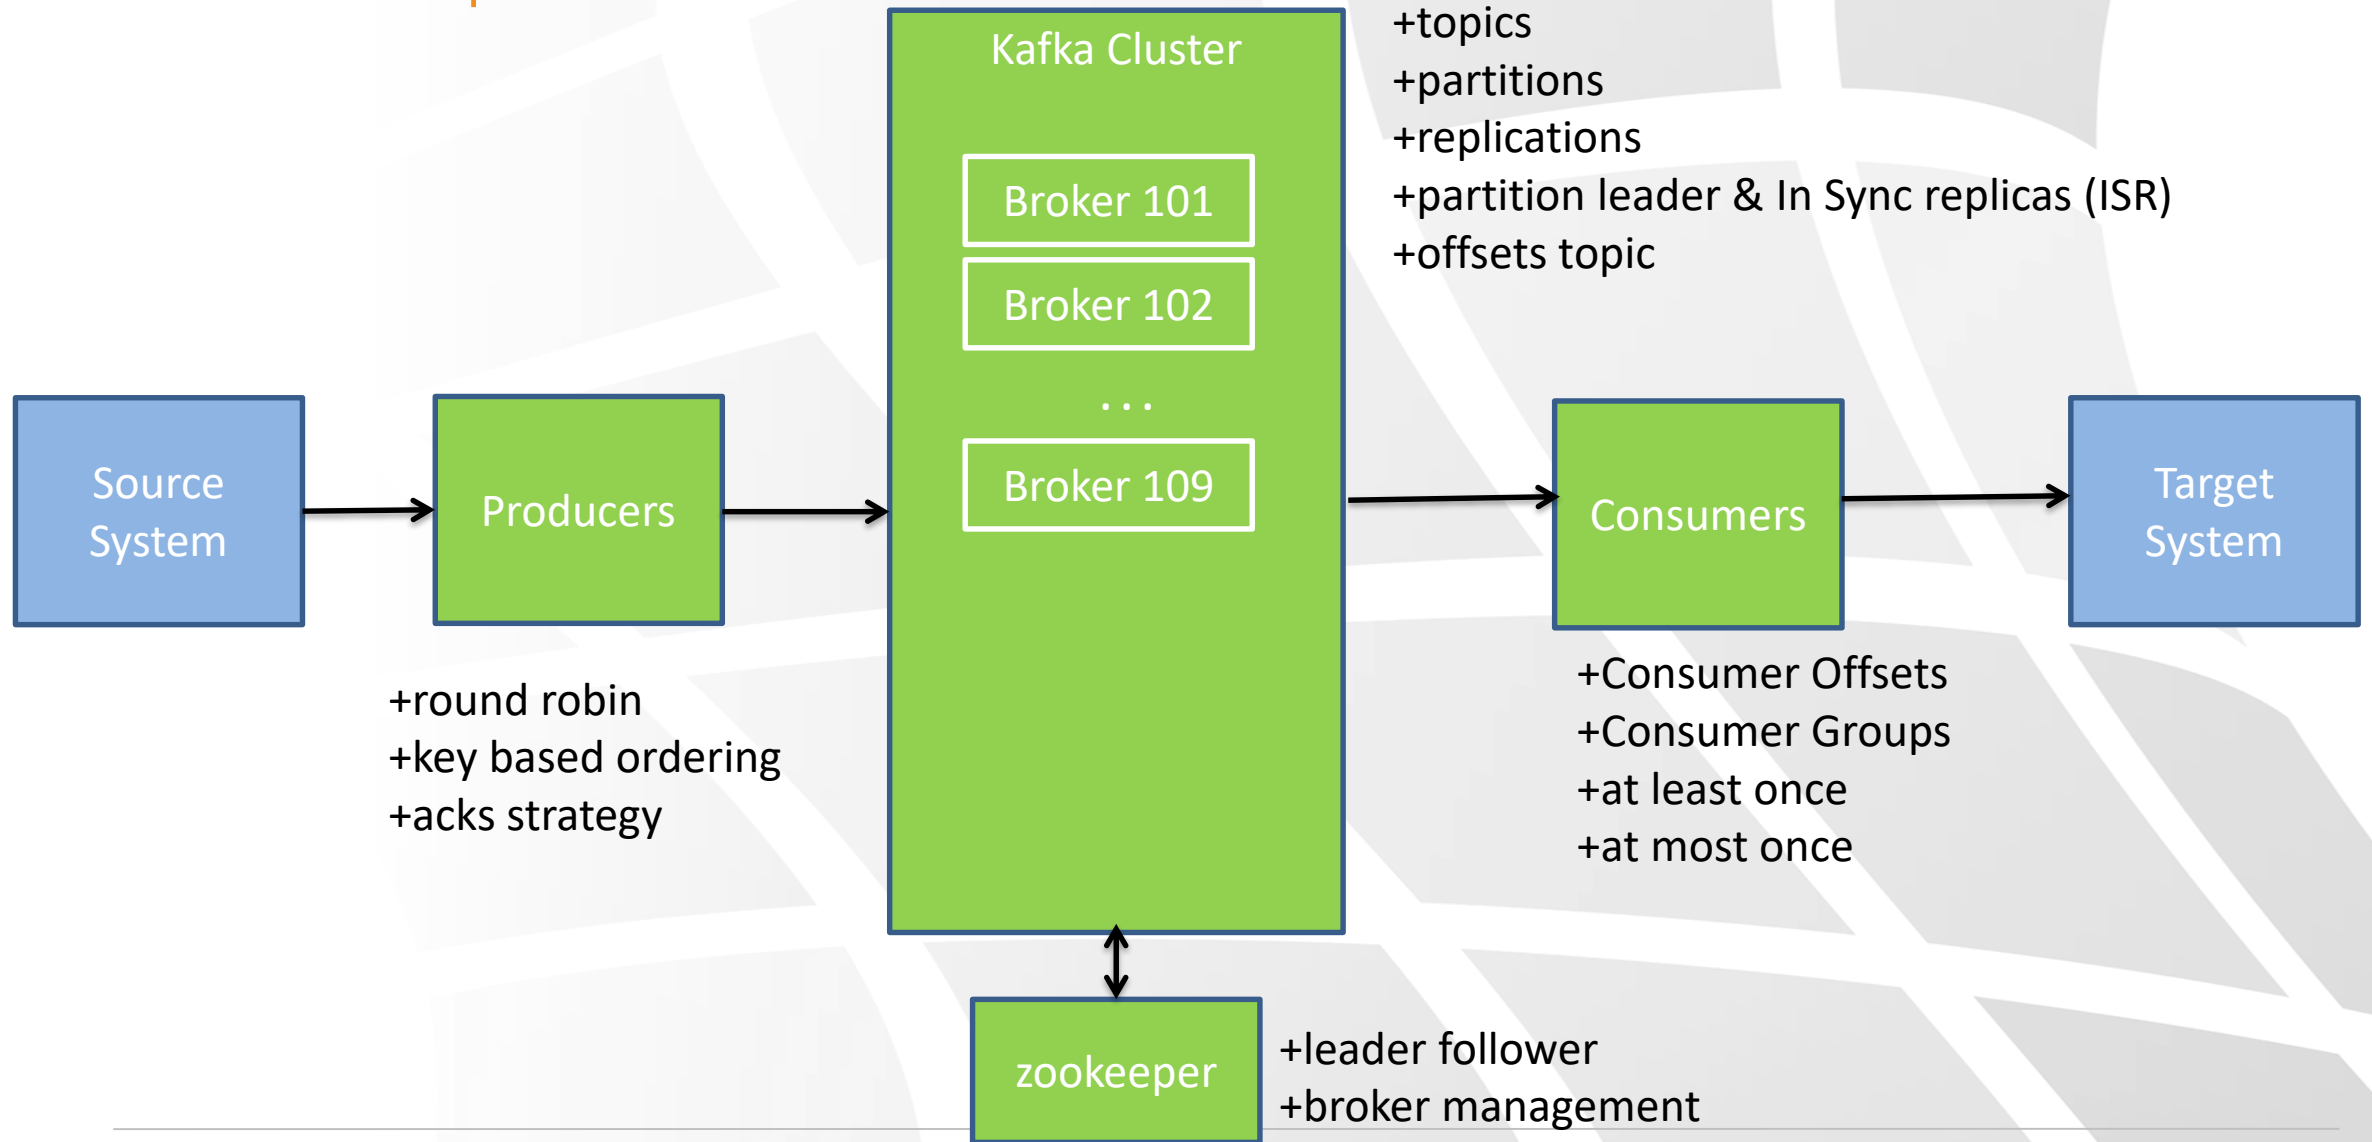 Kafka Cluster
Broker 101
Broker 102
...
Broker 109
+topics
+partitions
+replications
+partition leader & In Sync replicas (ISR)
+offsets topic
Source
System
Producers
+round robin
+key based ordering
+acks strategy
Consumers
+Consumer Offsets
+Consumer Groups
+at least once
+at most once
Target
System
zookeeper
+leader follower
+broker management